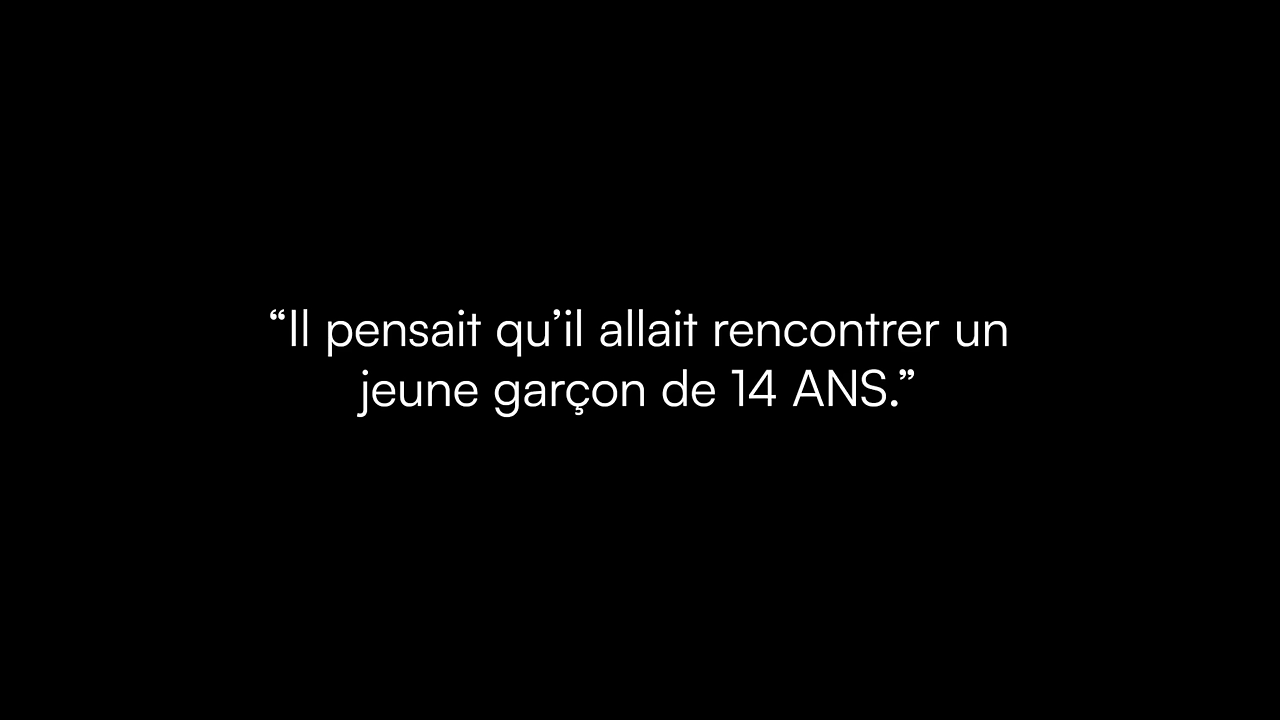 “Il pensait qu’il allait rencontrer un
jeune garçon de 14 ANS.”